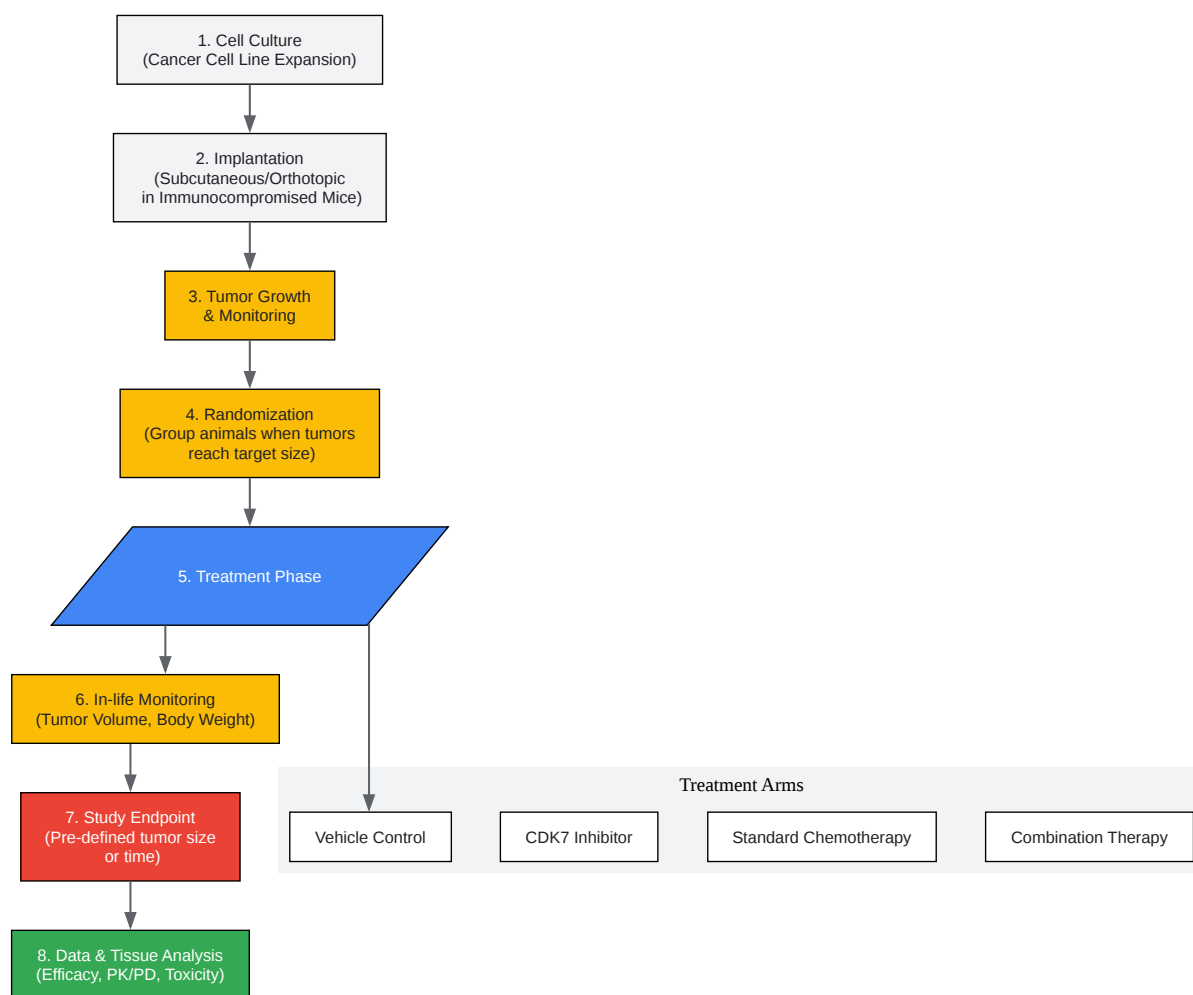 1. Cell Culture
(Cancer Cell Line Expansion)
2. Implantation
(Subcutaneous/Orthotopic
in Immunocompromised Mice)
3. Tumor Growth
& Monitoring
4. Randomization
(Group animals when tumors
reach target size)
5. Treatment Phase
6. In-life Monitoring
(Tumor Volume, Body Weight)
7. Study Endpoint
(Pre-defined tumor size
or time)
8. Data & Tissue Analysis
(Efficacy, PK/PD, Toxicity)
Treatment Arms
Vehicle Control
CDK7 Inhibitor
Standard Chemotherapy
Combination Therapy